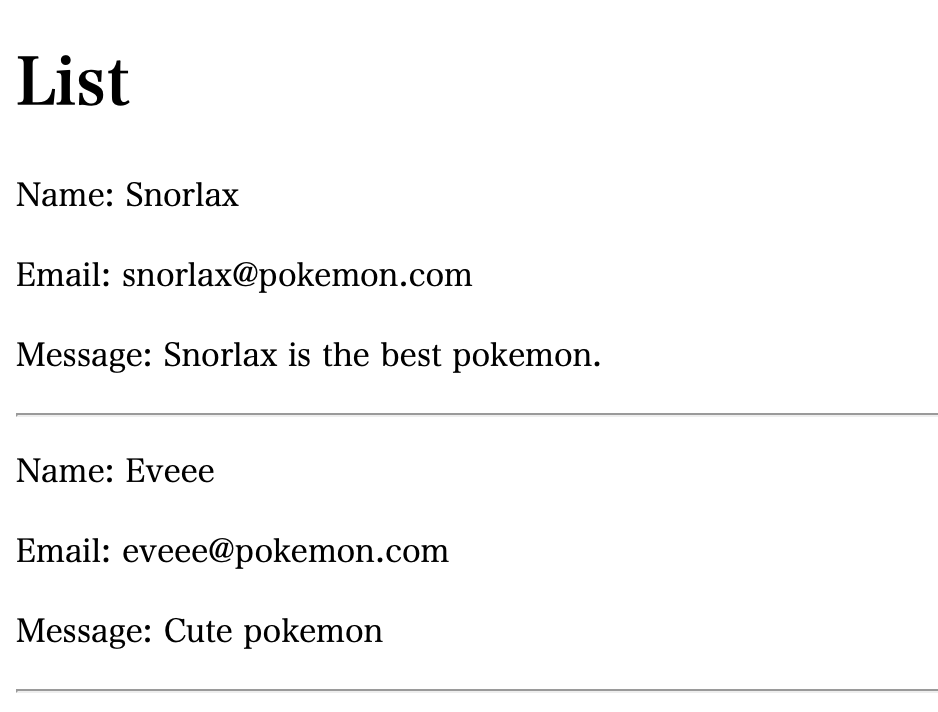 List
Name: Snorlax
Email: snorlax@pokemon.com
Message: Snorlax is the best pokemon.
Name: Eveee
Email: eveee@pokemon.com
Message: Cute pokemon